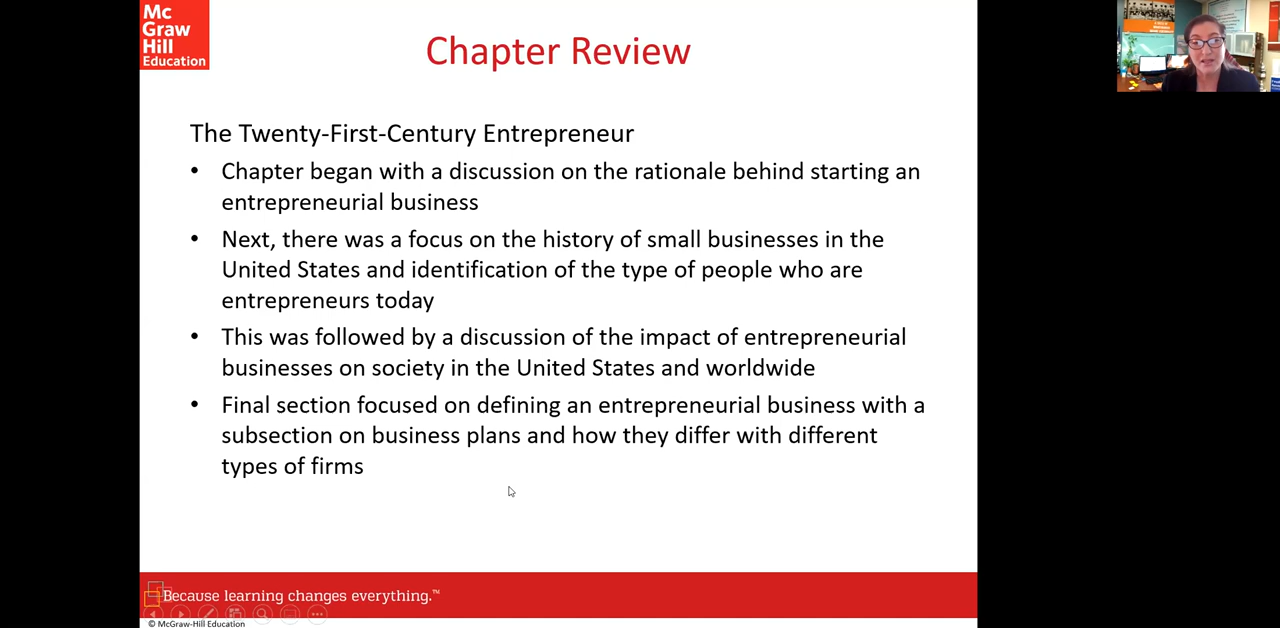 Mc
Graw
Hill
Education
Chapter Review
The Twenty-First-Century Entrepreneur
• Chapter began with a discussion on the rationale behind starting an
entrepreneurial business
• Next, there was a focus on the history of small businesses in the
United States and identification of the type of people who are
entrepreneurs today
• This was followed by a discussion of the impact of entrepreneurial
businesses on society in the United States and worldwide
• Final section focused on defining an entrepreneurial business with a
subsection on business plans and how they differ with different
types of firms
Because learning changes everything.™
© McGraw-Hill Education